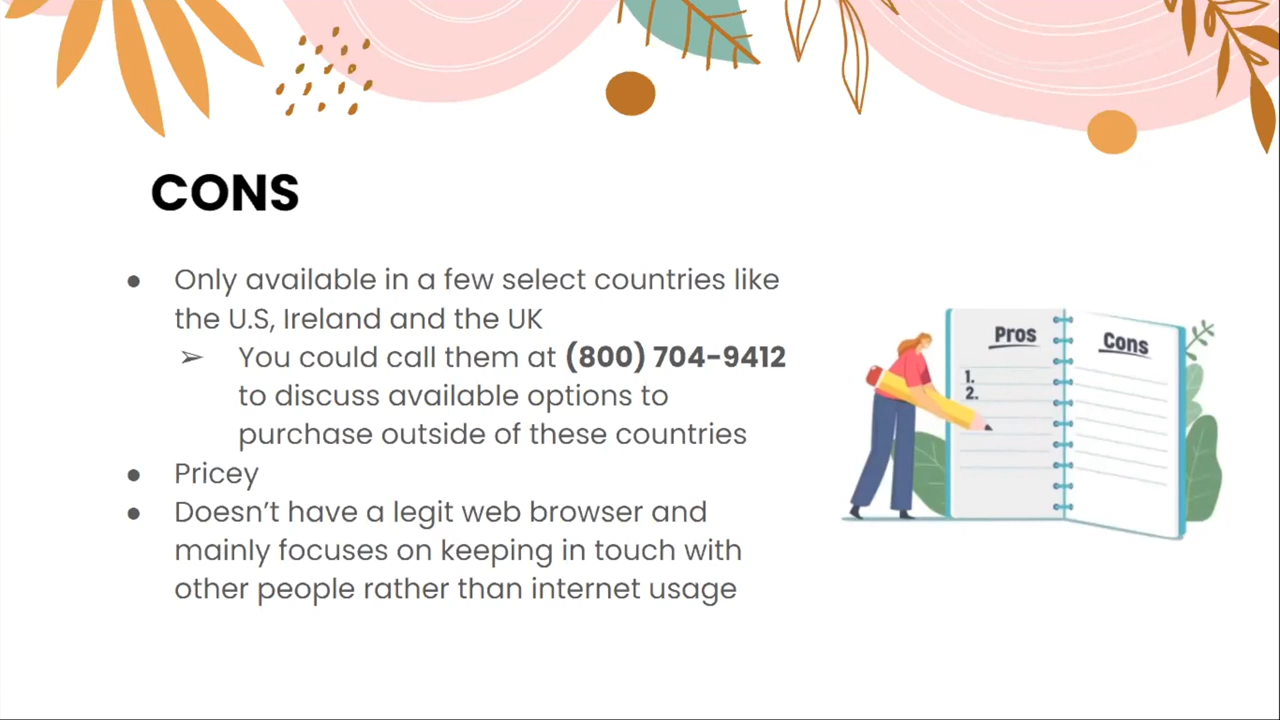 CONS
● Only available in a few select countries like
the U.S, Ireland and the UK
➢ You could call them at (800) 704-9412
to discuss available options to
purchase outside of these countries
● Pricey
● Doesn’t have a legit web browser and
mainly focuses on keeping in touch with
other people rather than internet usage
Pros
1.
2.
Cons